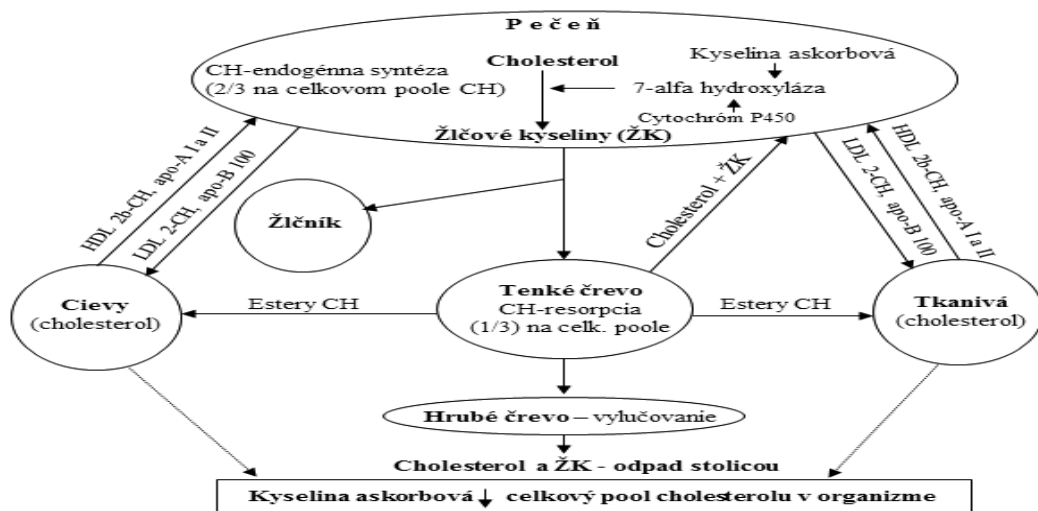 Pečeň
Kyselina askorbová
Cholesterol
CH-endogénna syntéza
(2/3 na celkovom poole CH)
7-alfa hydroxyláza
Cytochróm P450
Žlčové kyseliny (ŽK)
HDL 2b-CH, apo-A I a II
LDL 2-CH, apo-B 100
Cholesterol + ŽK
LDL 2-CH, apo-B 100
HDL 2b-CH, apo-A I a II
Žlčník
Cievy
(cholesterol)
Estery CH
Tenké črevo
CH-resorpcia
(1/3) na celk. poole
Estery CH
Tkanivá
(cholesterol)
Hrubé črevo – vylučovanie
Cholesterol a ŽK - odpad stolicou
Kyselina askorbová ↓ celkový pool cholesterolu v organizme